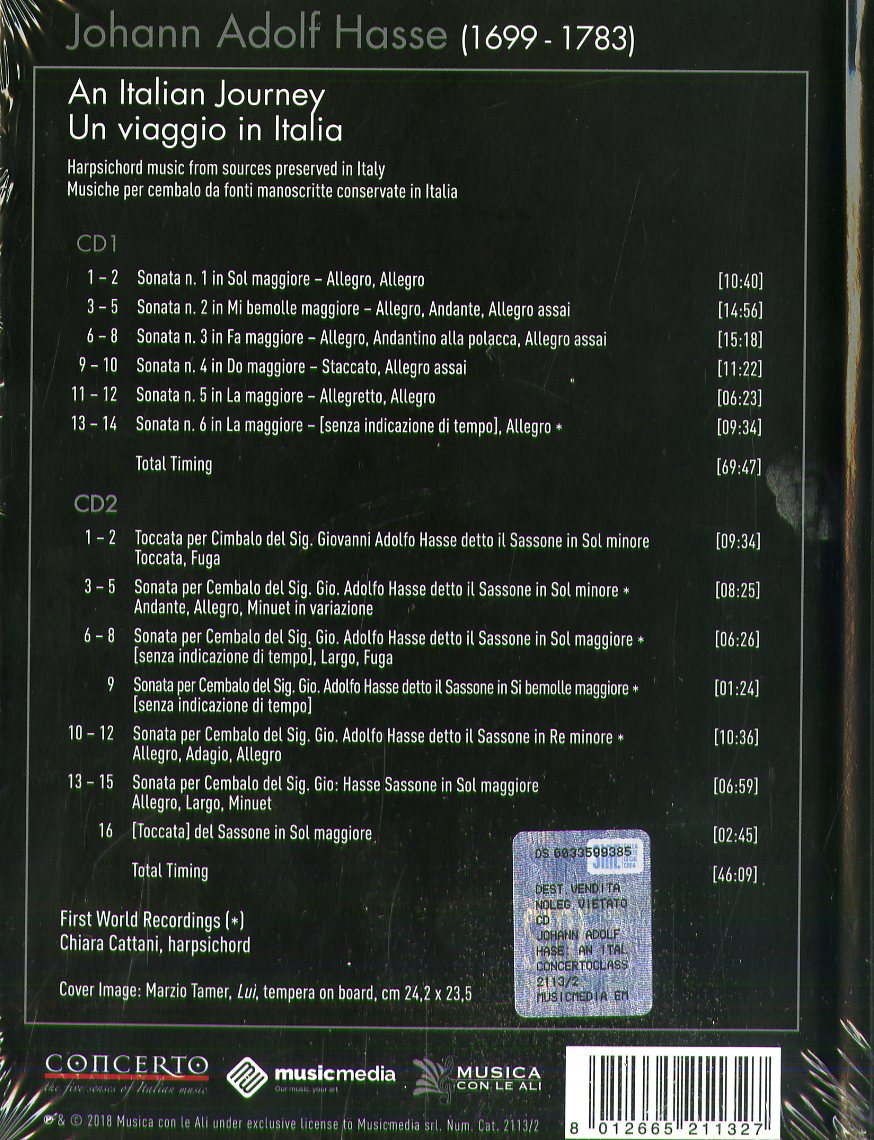 Johann Adolf Hasse (1699 - 1783)
An Italian Journey
Un viaggio in Italia
Harpsichord music from sources preserved in Italy
Musiche per cembalo da fonti manoscritte conservate in Italia
CD1
1 – 2 Sonata n. 1 in Sol maggiore – Allegro, Allegro [10:40]
3 – 5 Sonata n. 2 in Mi bemolle maggiore – Allegro, Andante, Allegro assai [14:56]
6 – 8 Sonata n. 3 in Fa maggiore – Allegro, Andantino alla polacca, Allegro assai [15:18]
9 – 10 Sonata n. 4 in Do maggiore – Staccato, Allegro assai [11:22]
11 – 12 Sonata n. 5 in La maggiore – Allegretto, Allegro [06:23]
13 – 14 Sonata n. 6 in La maggiore – [senza indicazione di tempo], Allegro * [09:34]
Total Timing [69:47]
CD2
1 – 2 Toccata per Cimbalo del Sig. Giovanni Adolfo Hasse detto il Sassone in Sol minore [09:34]
Toccata, Fuga
3 – 5 Sonata per Cembalo del Sig. Gio. Adolfo Hasse detto il Sassone in Sol minore * [08:25]
Andante, Allegro, Minuet in variazione
6 – 8 Sonata per Cembalo del Sig. Gio. Adolfo Hasse detto il Sassone in Sol maggiore * [06:26]
[senza indicazione di tempo], Largo, Fuga
9 Sonata per Cembalo del Sig. Gio. Adolfo Hasse detto il Sassone in Si bemolle maggiore * [01:24]
[senza indicazione di tempo]
10 – 12 Sonata per Cembalo del Sig. Gio. Adolfo Hasse detto il Sassone in Re minore * [10:36]
Allegro, Adagio, Allegro
13 – 15 Sonata per Cembalo del Sig. Gio: Hasse Sassone in Sol maggiore [06:59]
Allegro, Largo, Minuet
16 [Toccata] del Sassone in Sol maggiore [02:45]
Total Timing [46:09]
DS 0033599385
DEST.VENDITA
NOLEG.VIETATO
CD
JOHANN ADOLF
HASE: AN ITAL
CONCERTOCLASS
2113/2
MUSICMEDIA EM
First World Recordings (*)
Chiara Cattani, harpsichord
Cover Image: Marzio Tamer, Lui, tempera on board, cm 24,2 x 23,5
CONCERTO
the five senses of Italian music
musicmedia
Our music, your art
MUSICA
CON LE ALI
℗ & © 2018 Musica con le Ali under exclusive license to Musicmedia srl. Num. Cat. 2113/2
8 012665 211327